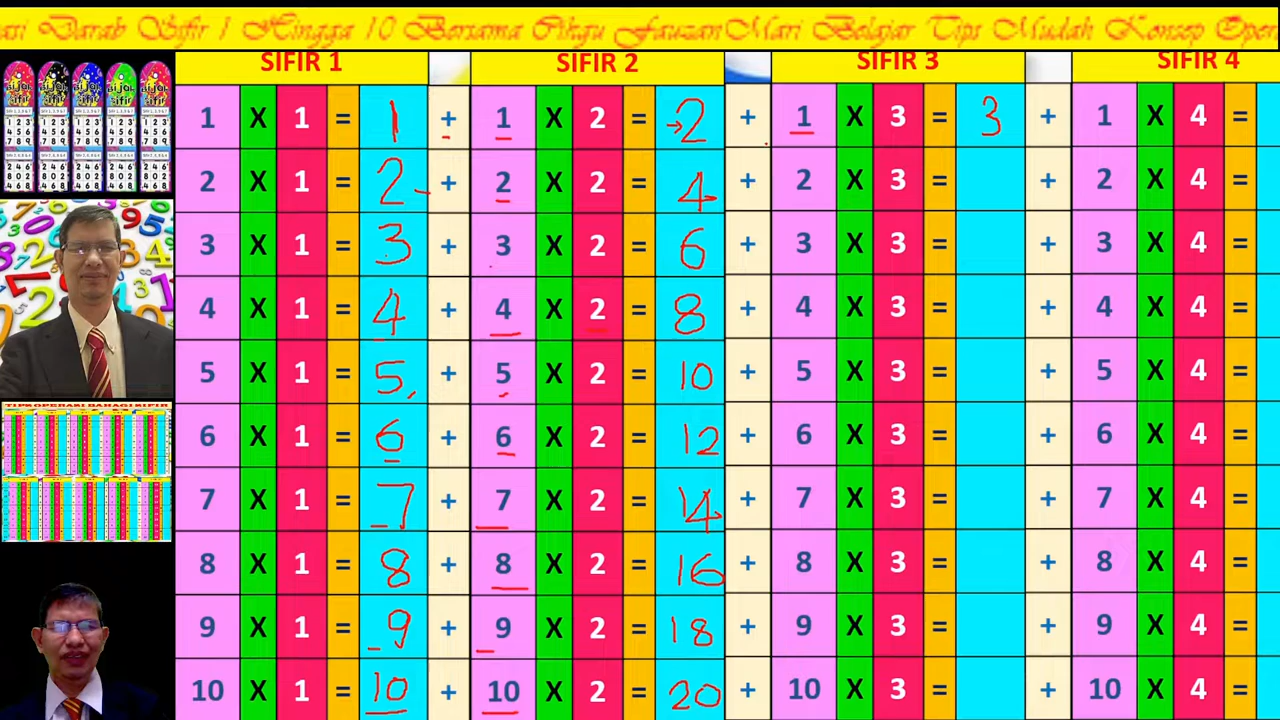 asi Darab Sifir 1 Hingga 10 Bersama Cikgu Fauzan Mari Belajar Tips Mudah Konsep Oper
SIFIR 1 SIFIR 2 SIFIR 3 SIFIR 4
1 X 1 = 1 + 1 X 2 = 2 + 1 X 3 = 3 + 1 X 4 =
2 X 1 = 2 + 2 X 2 = 4 + 2 X 3 = + 2 X 4 =
3 X 1 = 3 + 3 X 2 = 6 + 3 X 3 = + 3 X 4 =
4 X 1 = 4 + 4 X 2 = 8 + 4 X 3 = + 4 X 4 =
5 X 1 = 5 + 5 X 2 = 10 + 5 X 3 = + 5 X 4 =
6 X 1 = 6 + 6 X 2 = 12 + 6 X 3 = + 6 X 4 =
7 X 1 = 7 + 7 X 2 = 14 + 7 X 3 = + 7 X 4 =
8 X 1 = 8 + 8 X 2 = 16 + 8 X 3 = + 8 X 4 =
9 X 1 = 9 + 9 X 2 = 18 + 9 X 3 = + 9 X 4 =
10 X 1 = 10 + 10 X 2 = 20 + 10 X 3 = + 10 X 4 =
TIPS OPERASI BAHAGI SIFIR